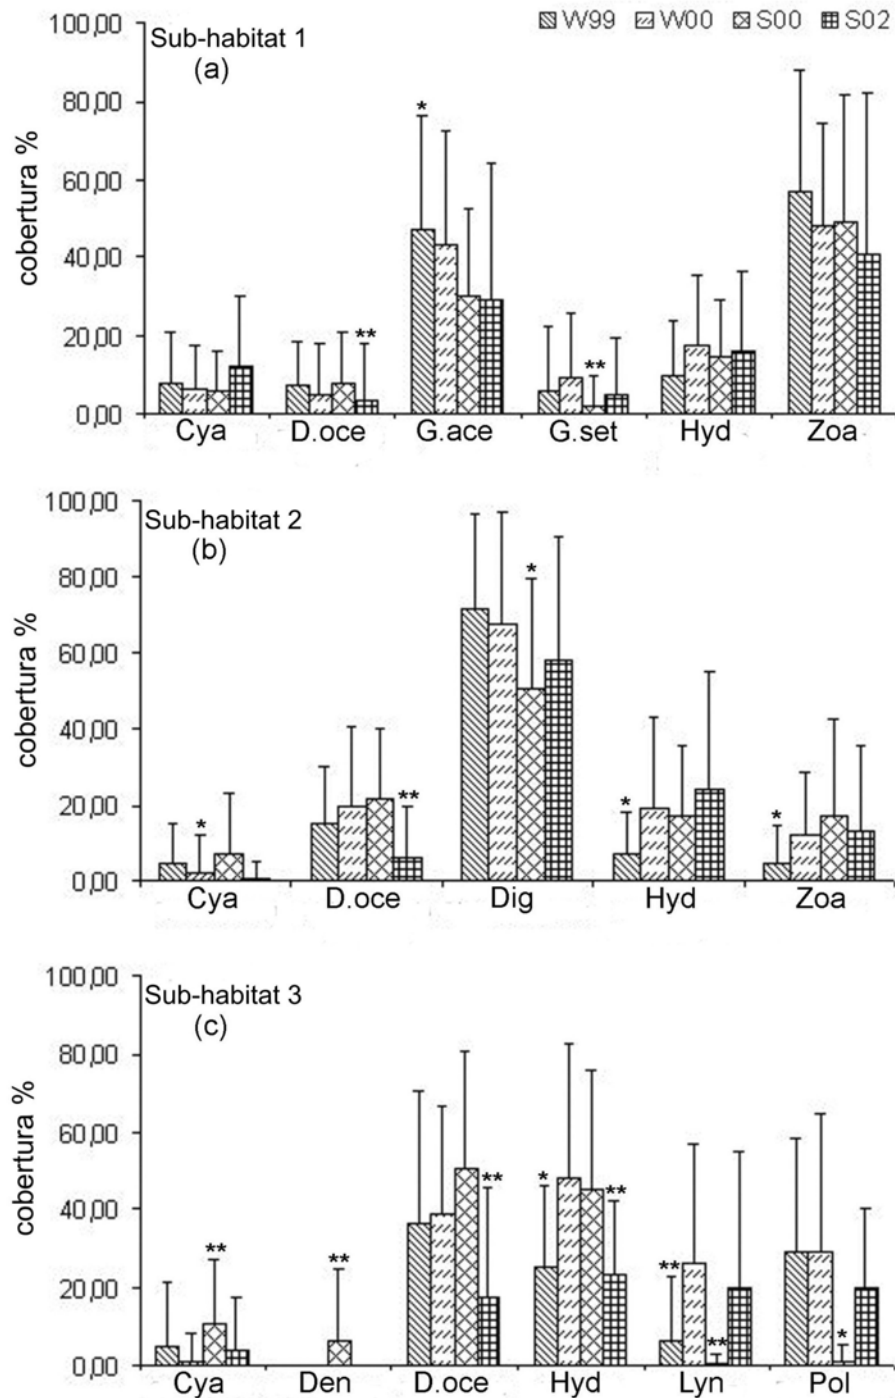 W99 W00 S00 S02
Sub-habitat 1
(a)
cobertura %
100,00
80,00
60,00
40,00
20,00
0,00
*
**
**
Cya D.oce G.ace G.set Hyd Zoa
Sub-habitat 2
(b)
cobertura %
100,00
80,00
60,00
40,00
20,00
0,00
*
**
*
*
*
Cya D.oce Dig Hyd Zoa
Sub-habitat 3
(c)
cobertura %
100,00
80,00
60,00
40,00
20,00
0,00
**
**
**
*
**
**
**
*
Cya Den D.oce Hyd Lyn Pol